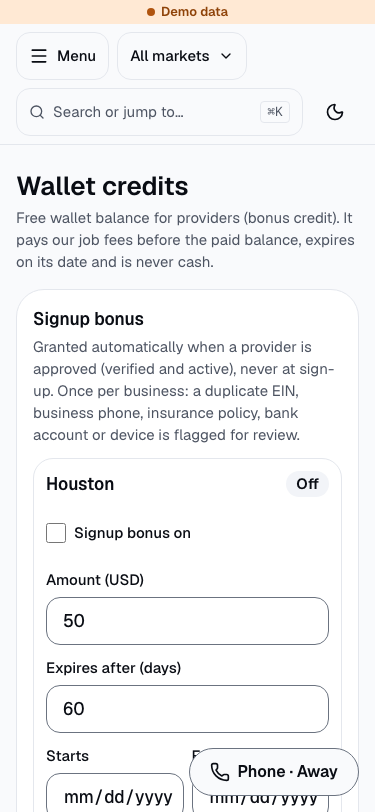 Demo data
Menu
All markets
Search or jump to...
⌘K
Wallet credits
Free wallet balance for providers (bonus credit). It
pays our job fees before the paid balance, expires
on its date and is never cash.
Signup bonus
Granted automatically when a provider is
approved (verified and active), never at sign-
up. Once per business: a duplicate EIN,
business phone, insurance policy, bank
account or device is flagged for review.
Houston
Off
Signup bonus on
Amount (USD)
50
Expires after (days)
60
Starts
mm/dd/yyyy
mm/dd/yyyy
Phone · Away